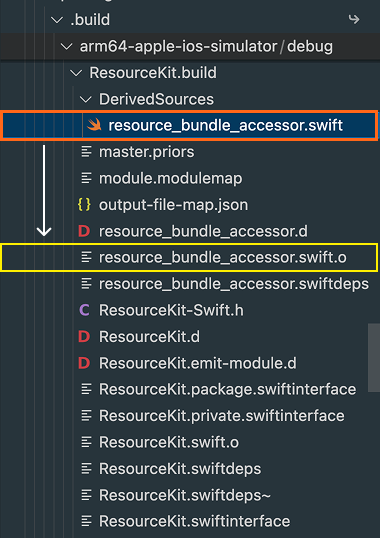 .build
arm64-apple-ios-simulator/debug
ResourceKit.build
DerivedSources
resource_bundle_accessor.swift
master.priors
module.modulemap
{} output-file-map.json
D resource_bundle_accessor.d
resource_bundle_accessor.swift.o
resource_bundle_accessor.swiftdeps
C ResourceKit-Swift.h
D ResourceKit.d
D ResourceKit.emit-module.d
ResourceKit.package.swiftinterface
ResourceKit.private.swiftinterface
ResourceKit.swift.o
ResourceKit.swiftdeps
ResourceKit.swiftdeps~
ResourceKit.swiftinterface